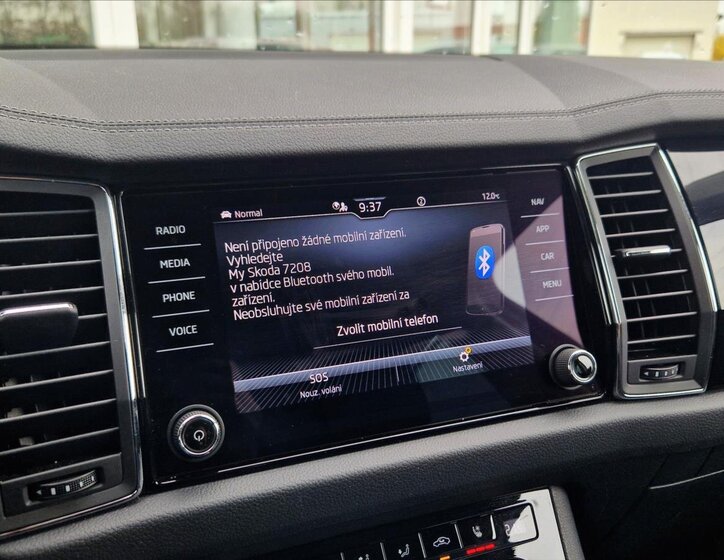 Normal
9:37
12.0°C
RADIO
MEDIA
PHONE
VOICE
NAV
APP
CAR
MENU
Není připojeno žádné mobilní zařízení.
Vyhledejte
My Skoda 7208
v nabídce Bluetooth svého mobil.
zařízení.
Neobsluhujte své mobilní zařízení za
Zvolit mobilní telefon
SOS
Nouz. volání
Nastavení